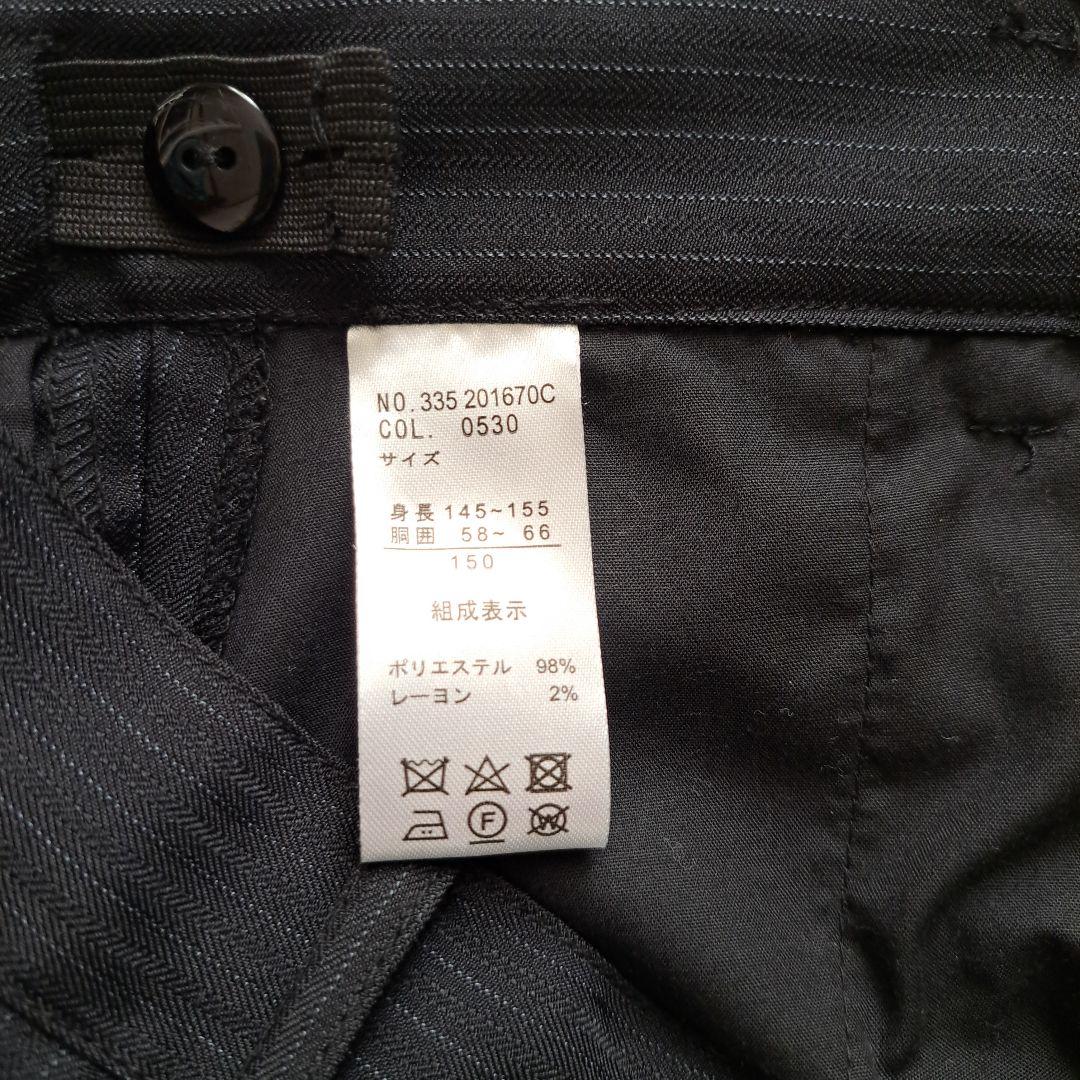 NO. 335 201670C
COL. 0530
サイズ
身長 145~155
胴囲 58~ 66
150
組成表示
ポリエステル 98%
レーヨン 2%
F W